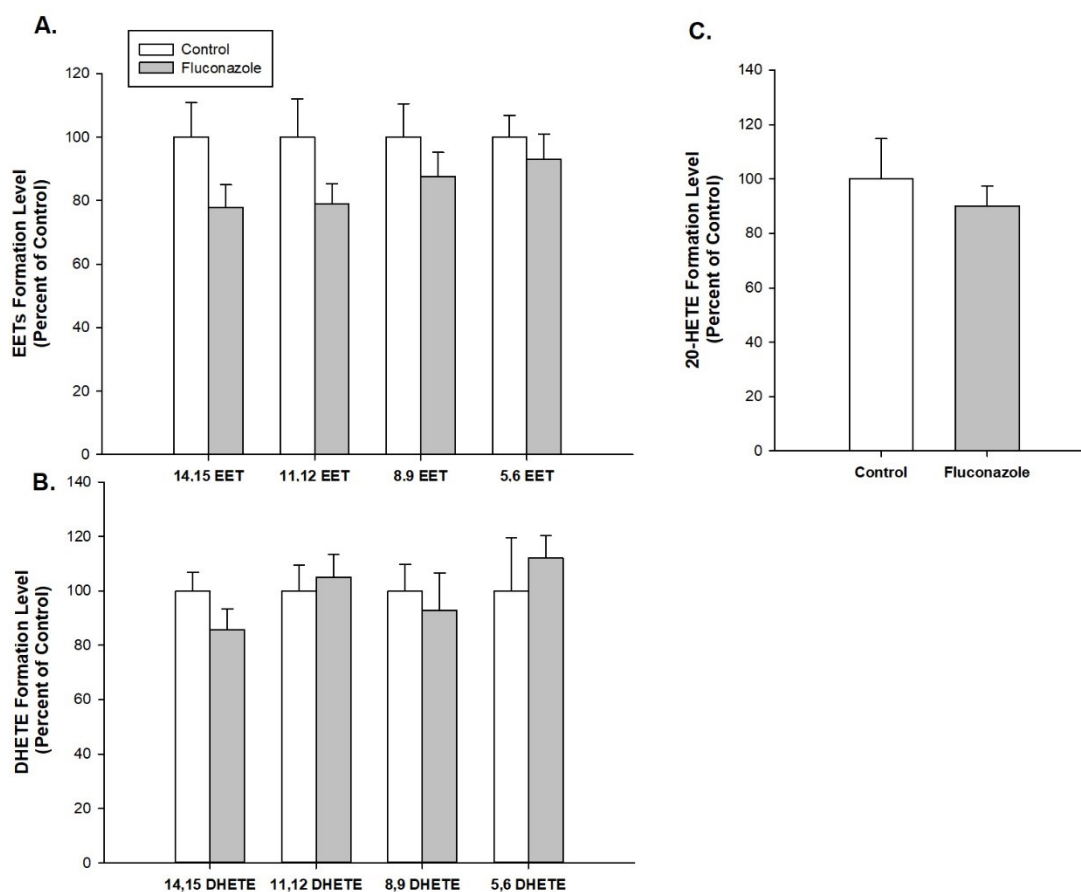 A.
Control
Fluconazole
EETs Formation Level
(Percent of Control)
120
100
80
60
40
20
0
14,15 EET
11,12 EET
8,9 EET
5,6 EET
B.
DHETE Formation Level
(Percent of Control)
140
120
100
80
60
40
20
0
14,15 DHETE
11,12 DHETE
8,9 DHETE
5,6 DHETE
C.
20-HETE Formation Level
(Percent of Control)
140
120
100
80
60
40
20
0
Control
Fluconazole